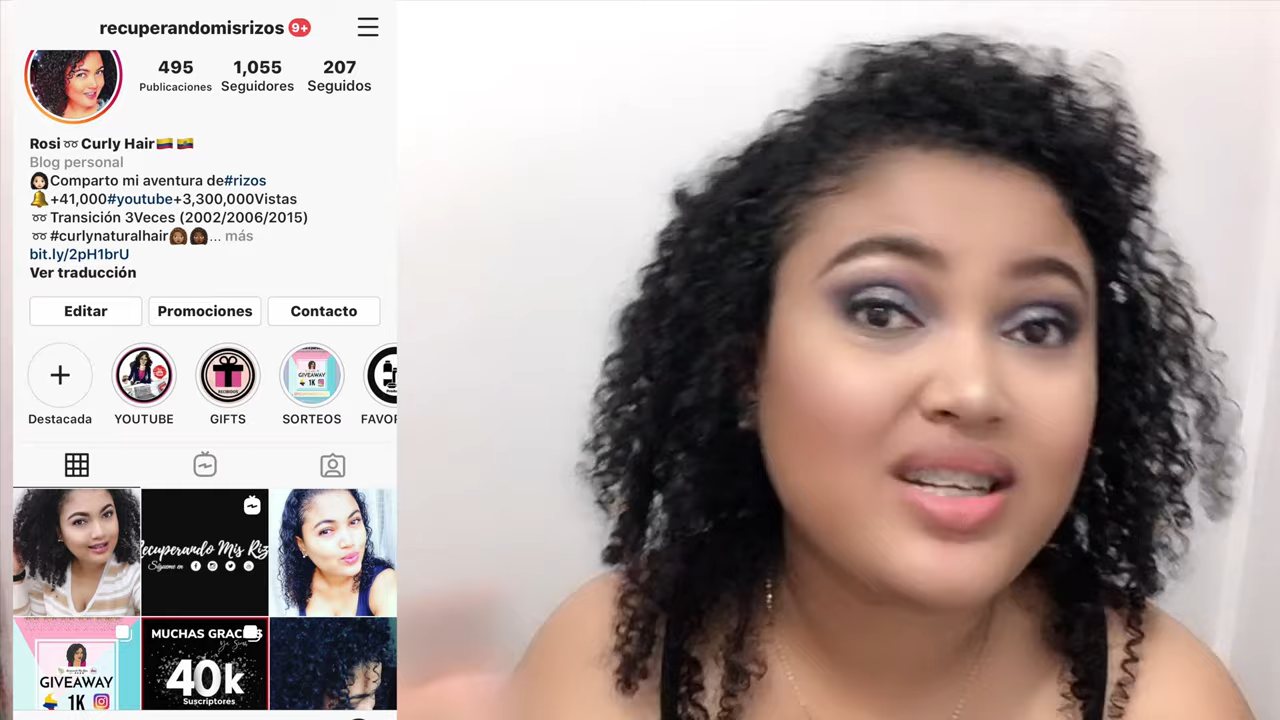 recuperandomisrizos 9+
495 1,055 207
Publicaciones Seguidores Seguidos
Rosi ➿ Curly Hair🇨🇴 🇪🇨
Blog personal
👩🏻Comparto mi aventura de#rizos
🔔+41,000#youtube+3,300,000Vistas
➿ Transición 3Veces (2002/2006/2015)
➿ #curlynaturalhair👩🏽👩🏾... más
bit.ly/2pH1brU
Ver traducción
Editar Promociones Contacto
GIVEAWAY
1K
Destacada YOUTUBE GIFTS SORTEOS FAVOR
Recuperando Mis Riz
Sígueme en
MUCHAS GRAC
GIVEAWAY
1K
40k
Suscriptores